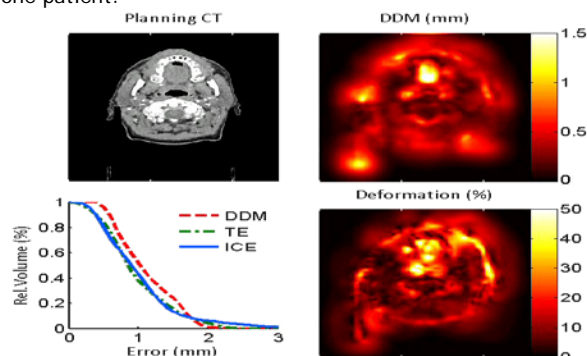 one patient.
Planning CT
DDM (mm)
1.5
1
0.5
0
Rel.Volume (%)
1
0.8
0.6
0.4
0.2
0
DDM
TE
ICE
0
1
2
3
Error (mm)
Deformation (%)
50
40
30
20
10
0